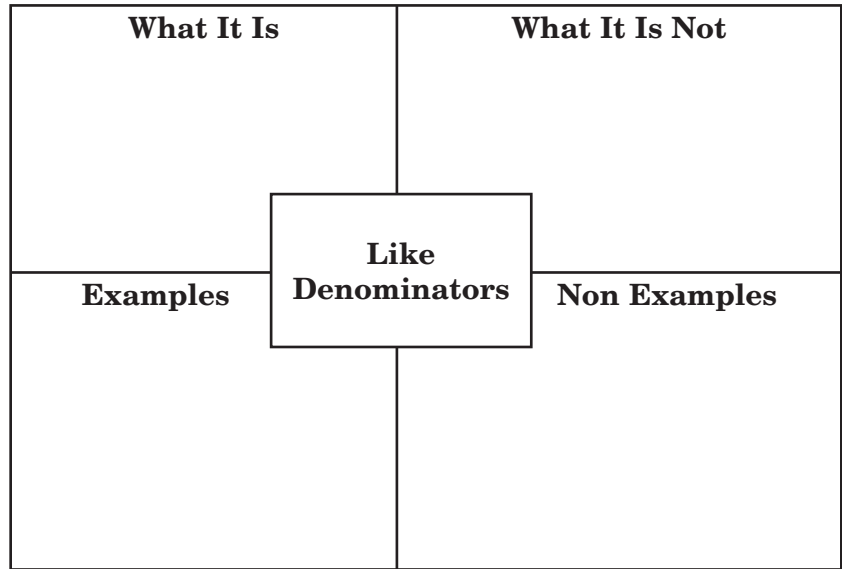 What It Is
What It Is Not
Like
Denominators
Examples
Non Examples